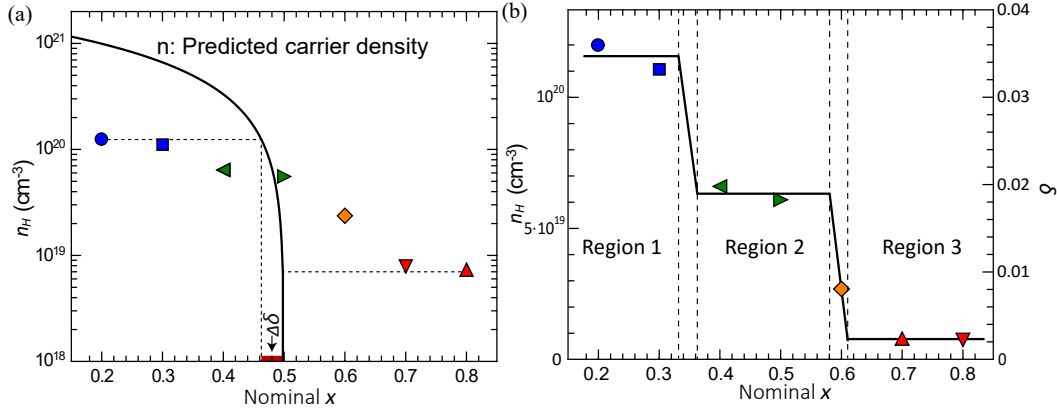 (a)
n: Predicted carrier density
10²¹
10²⁰
10¹⁹
10¹⁸
n_H (cm⁻³)
Δδ
0.2 0.3 0.4 0.5 0.6 0.7 0.8
Nominal x
(b)
10²⁰
5·10¹⁹
0
n_H (cm⁻³)
Region 1
Region 2
Region 3
0.04
0.03
0.02
0.01
0
δ
0.2 0.3 0.4 0.5 0.6 0.7 0.8
Nominal x